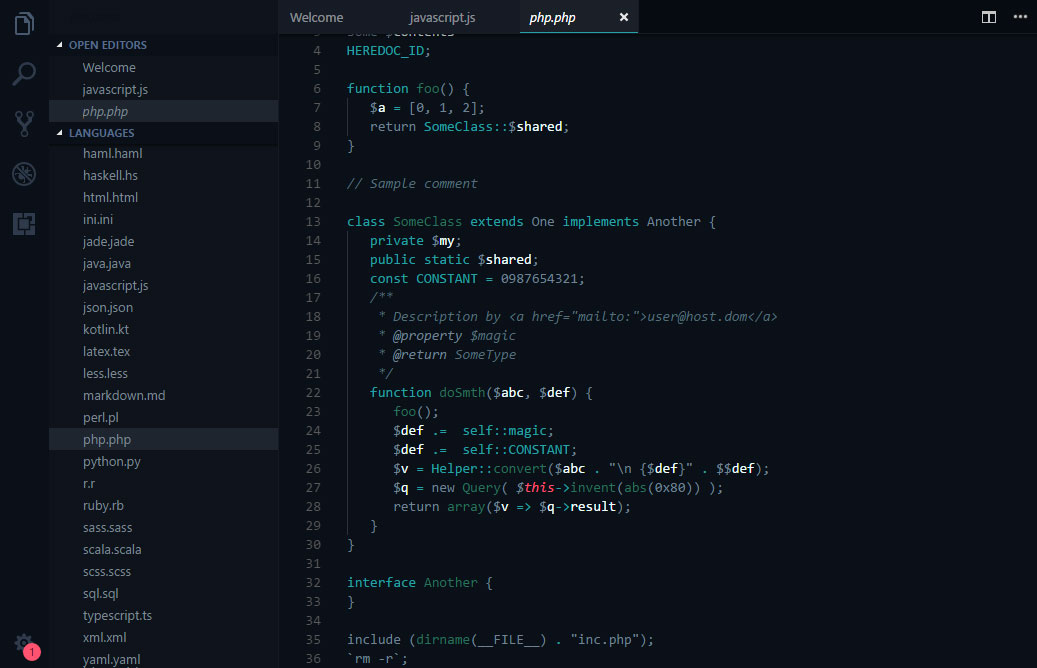 Welcome
javascript.js
php.php
OPEN EDITORS
Welcome
javascript.js
php.php
LANGUAGES
haml.haml
haskell.hs
html.html
ini.ini
jade.jade
java.java
javascript.js
json.json
kotlin.kt
latex.tex
less.less
markdown.md
perl.pl
php.php
python.py
r.r
ruby.rb
sass.sass
scala.scala
scss.scss
sql.sql
typescript.ts
xml.xml
yaml.yaml
1
4 HEREDOC_ID;
5
6 function foo() {
7 $a = [0, 1, 2];
8 return SomeClass::$shared;
9 }
10
11 // Sample comment
12
13 class SomeClass extends One implements Another {
14 private $my;
15 public static $shared;
16 const CONSTANT = 0987654321;
17 /**
18 * Description by <a href="mailto:">user@host.dom</a>
19 * @property $magic
20 * @return SomeType
21 */
22 function doSmth($abc, $def) {
23 foo();
24 $def .=  self::magic;
25 $def .=  self::CONSTANT;
26 $v = Helper::convert($abc . "\n {$def}" . $$def);
27 $q = new Query( $this->invent(abs(0x80)) );
28 return array($v => $q->result);
29 }
30 }
31
32 interface Another {
33 }
34
35 include (dirname(__FILE__) . "inc.php");
36 `rm -r`;